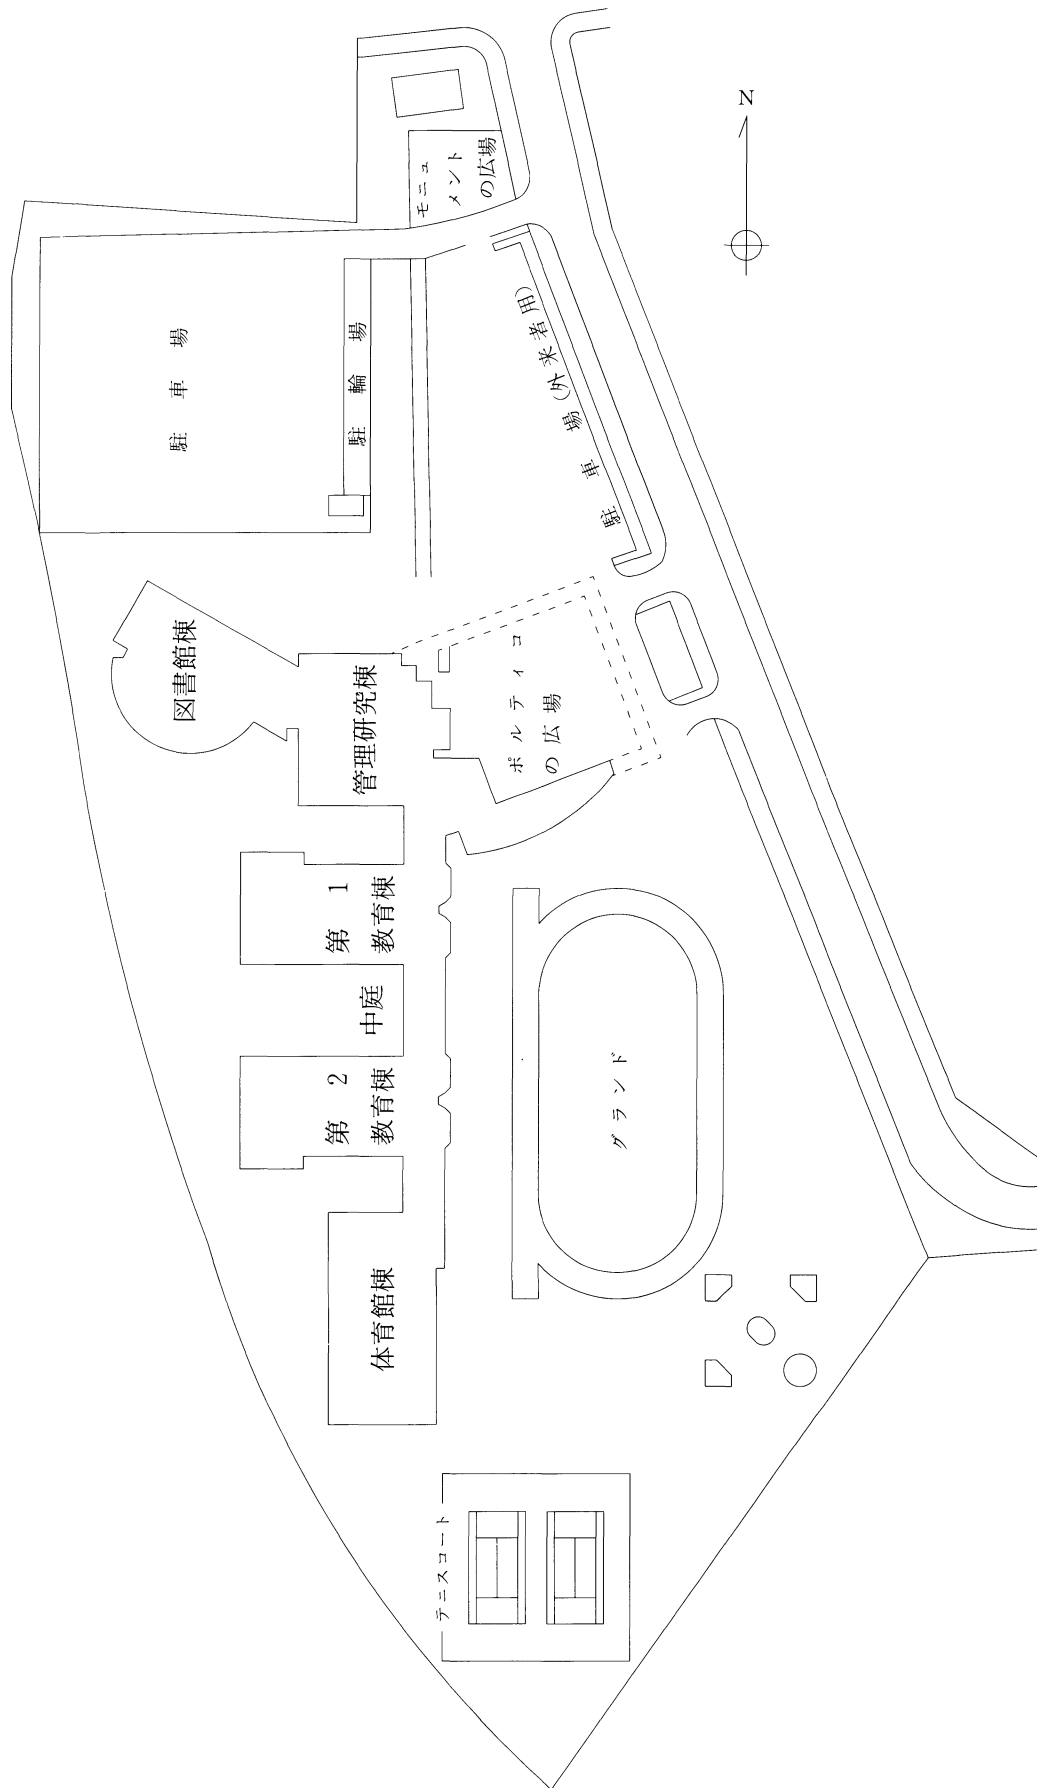 N
モニュ
メント
の広場
駐車場
駐輪場
駐車場(外来者用)
図書館棟
管理研究棟
ポルティコ
の広場
第1
教育棟
中庭
第2
教育棟
グランド
体育館棟
テニスコート